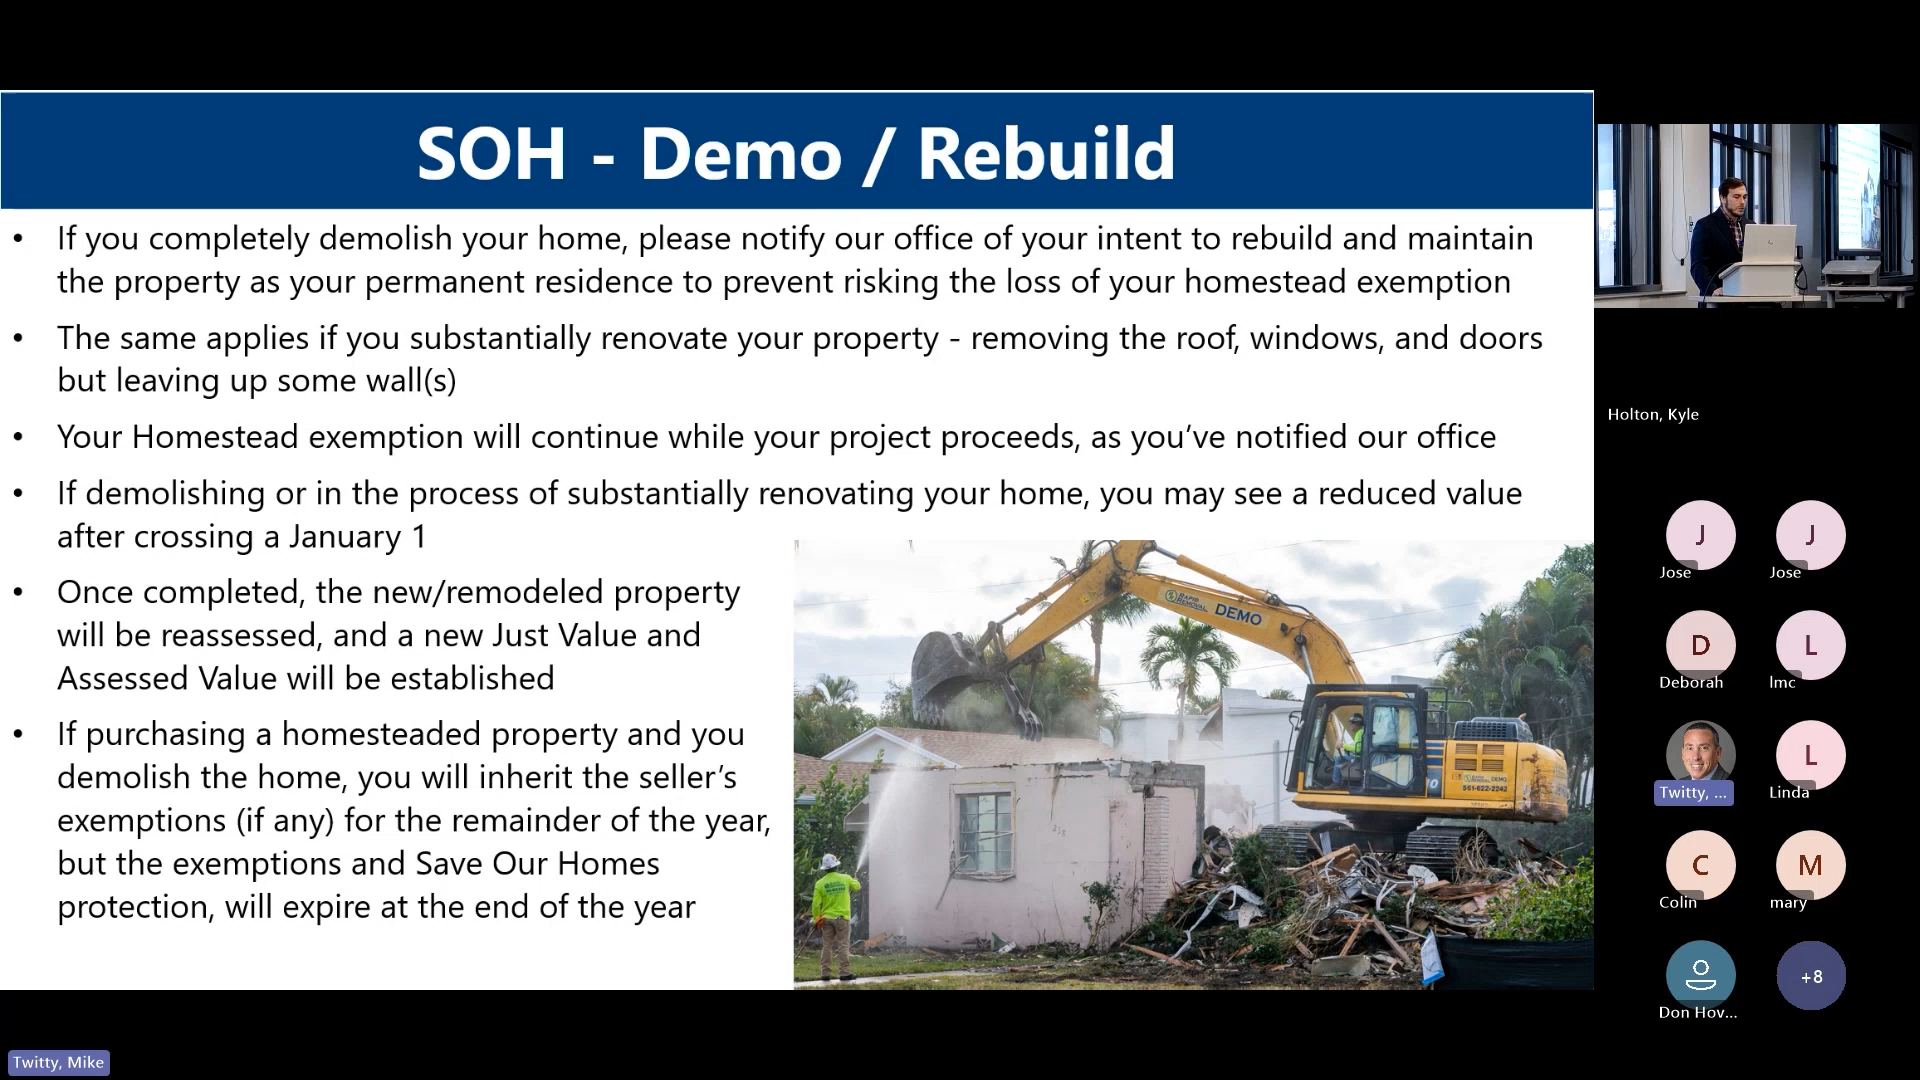 SOH - Demo / Rebuild
• If you completely demolish your home, please notify our office of your intent to rebuild and maintain
the property as your permanent residence to prevent risking the loss of your homestead exemption
• The same applies if you substantially renovate your property - removing the roof, windows, and doors
but leaving up some wall(s)
• Your Homestead exemption will continue while your project proceeds, as you’ve notified our office
• If demolishing or in the process of substantially renovating your home, you may see a reduced value
after crossing a January 1
• Once completed, the new/remodeled property
will be reassessed, and a new Just Value and
Assessed Value will be established
• If purchasing a homesteaded property and you
demolish the home, you will inherit the seller’s
exemptions (if any) for the remainder of the year,
but the exemptions and Save Our Homes
protection, will expire at the end of the year
RAPID
REMOVAL
DEMO
561-622-2242
Holton, Kyle
J
Jose
J
Jose
D
Deborah
L
lmc
Twitty, ...
L
Linda
C
Colin
M
mary
Don Hov...
+8
Twitty, Mike